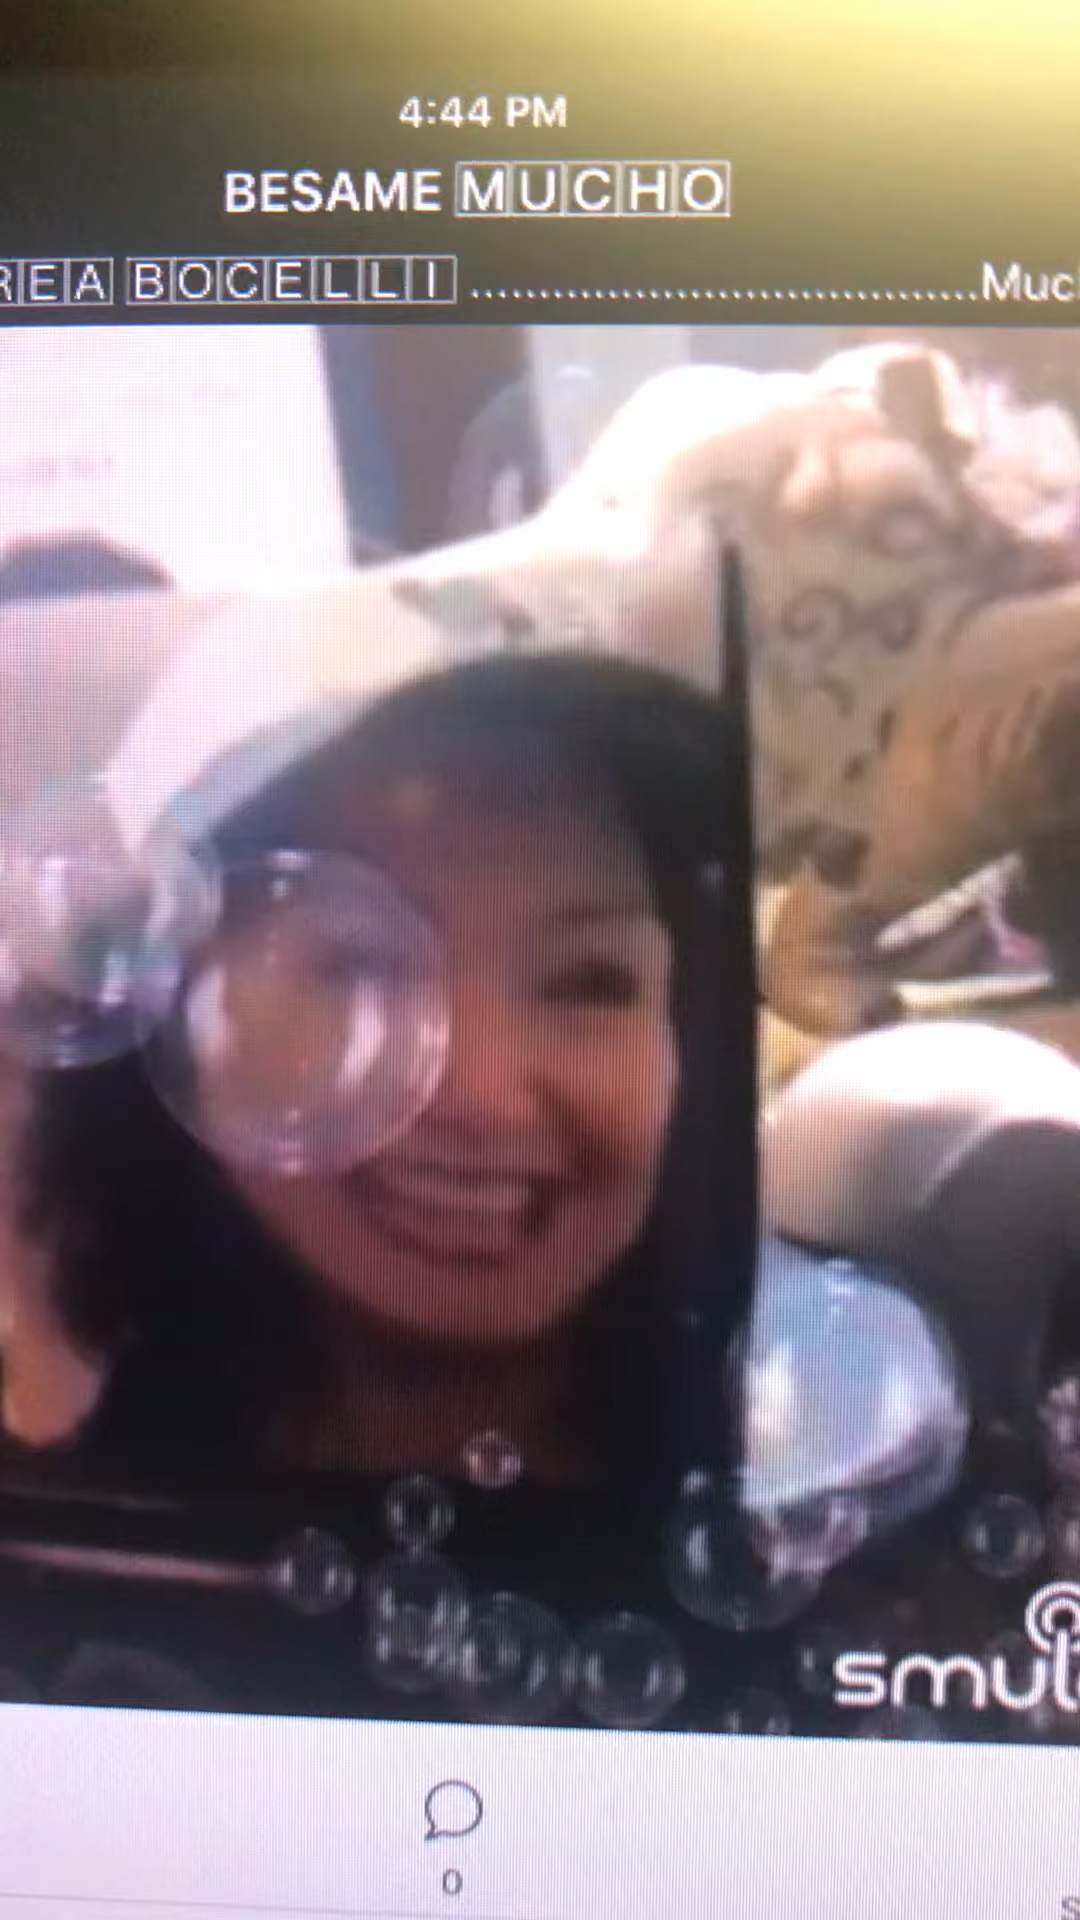 4:44 PM
BESAME MUCHO
REA BOCELLI ....................................Muc
smul
0